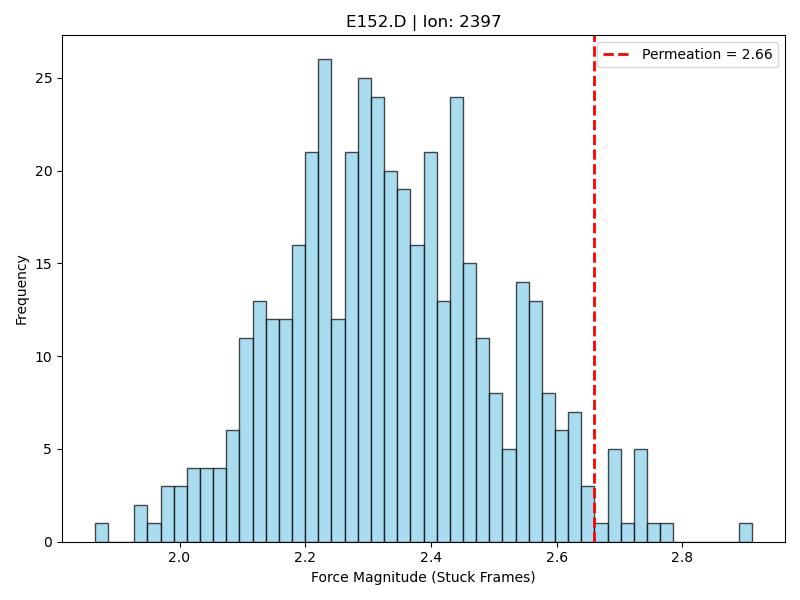 E152.D | Ion: 2397
Permeation = 2.66
Frequency
25
20
15
10
5
0
2.0 2.2 2.4 2.6 2.8
Force Magnitude (Stuck Frames)